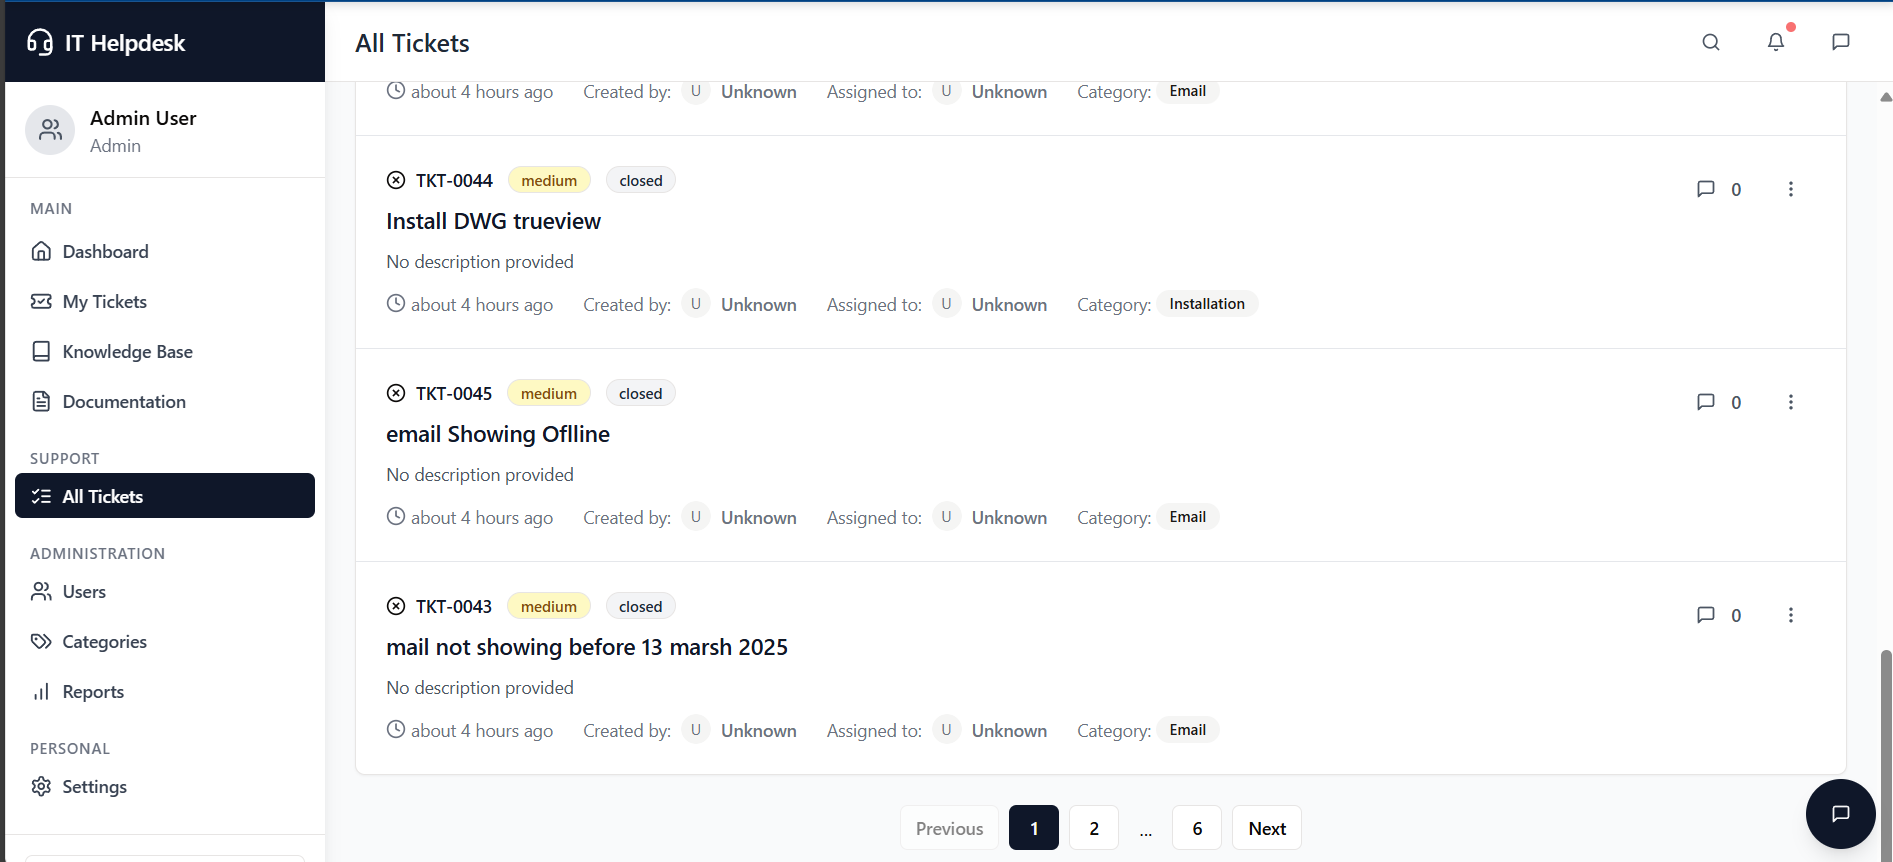 IT Helpdesk
All Tickets
Admin User
Admin
MAIN
Dashboard
My Tickets
Knowledge Base
Documentation
SUPPORT
All Tickets
ADMINISTRATION
Users
Categories
Reports
PERSONAL
Settings
about 4 hours ago Created by: U Unknown Assigned to: U Unknown Category: Email
TKT-0044 medium closed
0
Install DWG trueview
No description provided
about 4 hours ago Created by: U Unknown Assigned to: U Unknown Category: Installation
TKT-0045 medium closed
0
email Showing Oflline
No description provided
about 4 hours ago Created by: U Unknown Assigned to: U Unknown Category: Email
TKT-0043 medium closed
0
mail not showing before 13 marsh 2025
No description provided
about 4 hours ago Created by: U Unknown Assigned to: U Unknown Category: Email
Previous 1 2 ... 6 Next